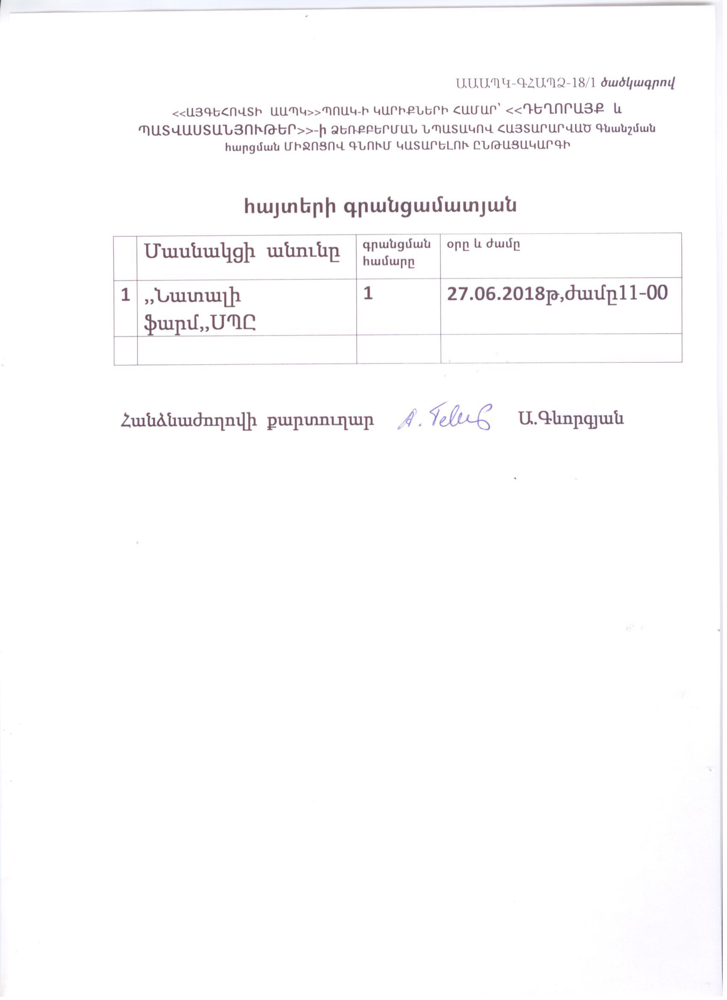 ԱԱԱՊԿ-ԳՀԱՊՁ-18/1 ծածկագրով
<<ԱՅԳԵՀՈՎՏԻ ԱԱՊԿ>>ՊՈԱԿ-Ի ԿԱՐԻՔՆԵՐԻ ՀԱՄԱՐ՝ <<ԴԵՂՈՐԱՅՔ և
ՊԱՏՎԱՍՏԱՆՅՈՒԹԵՐ>>-ի ՁԵՌՔԲԵՐՄԱՆ ՆՊԱՏԱԿՈՎ ՀԱՅՏԱՐԱՐՎԱԾ Գնանշման
հարցման ՄԻՋՈՑՈՎ ԳՆՈՒՄ ԿԱՏԱՐԵԼՈՒ ԸՆԹԱՑԱԿԱՐԳԻ
հայտերի գրանցամատյան
Մասնակցի անունը
գրանցման
համարը
օրը և ժամը
1
,,Նատալի
ֆարմ,,ՍՊԸ
1
27.06.2018թ,ժամը11-00
Հանձնաժողովի քարտուղար
Ա.Գևորգյան